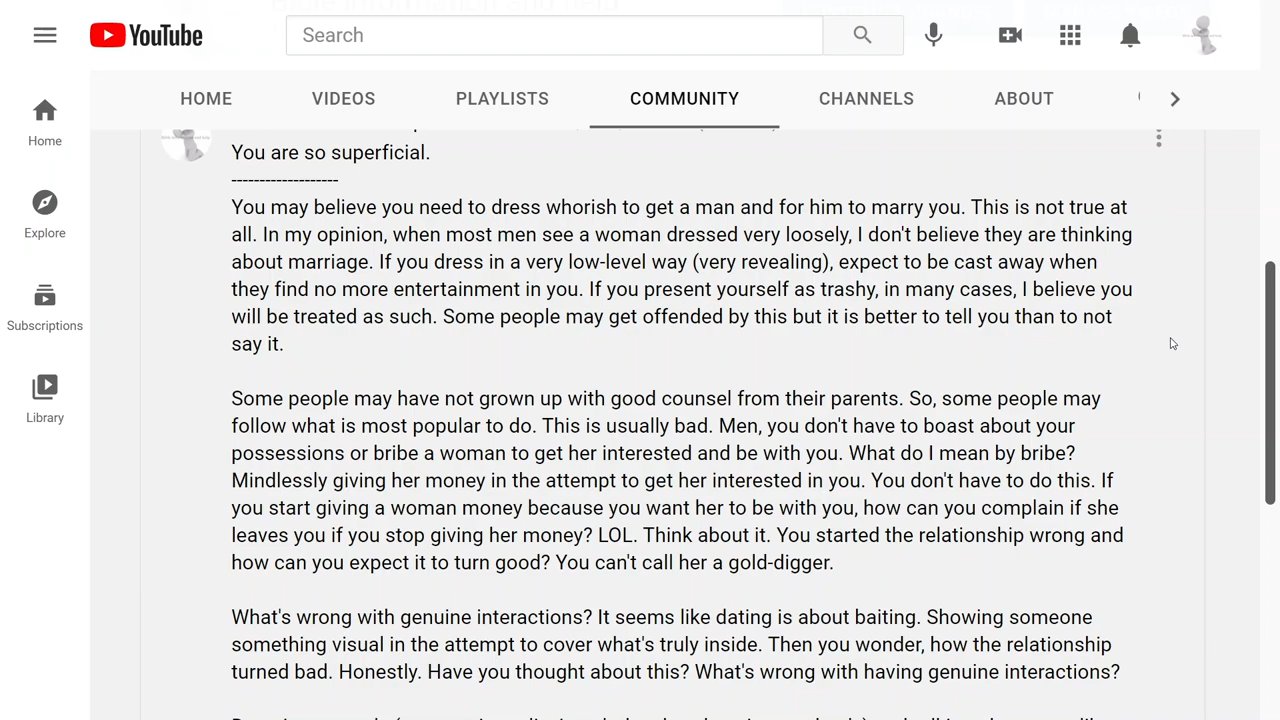 YouTube
Search
HOME
VIDEOS
PLAYLISTS
COMMUNITY
CHANNELS
ABOUT
Home
Explore
Subscriptions
Library
You are so superficial.
-------------------
You may believe you need to dress whorish to get a man and for him to marry you. This is not true at
all. In my opinion, when most men see a woman dressed very loosely, I don't believe they are thinking
about marriage. If you dress in a very low-level way (very revealing), expect to be cast away when
they find no more entertainment in you. If you present yourself as trashy, in many cases, I believe you
will be treated as such. Some people may get offended by this but it is better to tell you than to not
say it.
Some people may have not grown up with good counsel from their parents. So, some people may
follow what is most popular to do. This is usually bad. Men, you don't have to boast about your
possessions or bribe a woman to get her interested and be with you. What do I mean by bribe?
Mindlessly giving her money in the attempt to get her interested in you. You don't have to do this. If
you start giving a woman money because you want her to be with you, how can you complain if she
leaves you if you stop giving her money? LOL. Think about it. You started the relationship wrong and
how can you expect it to turn good? You can't call her a gold-digger.
What's wrong with genuine interactions? It seems like dating is about baiting. Showing someone
something visual in the attempt to cover what's truly inside. Then you wonder, how the relationship
turned bad. Honestly. Have you thought about this? What's wrong with having genuine interactions?